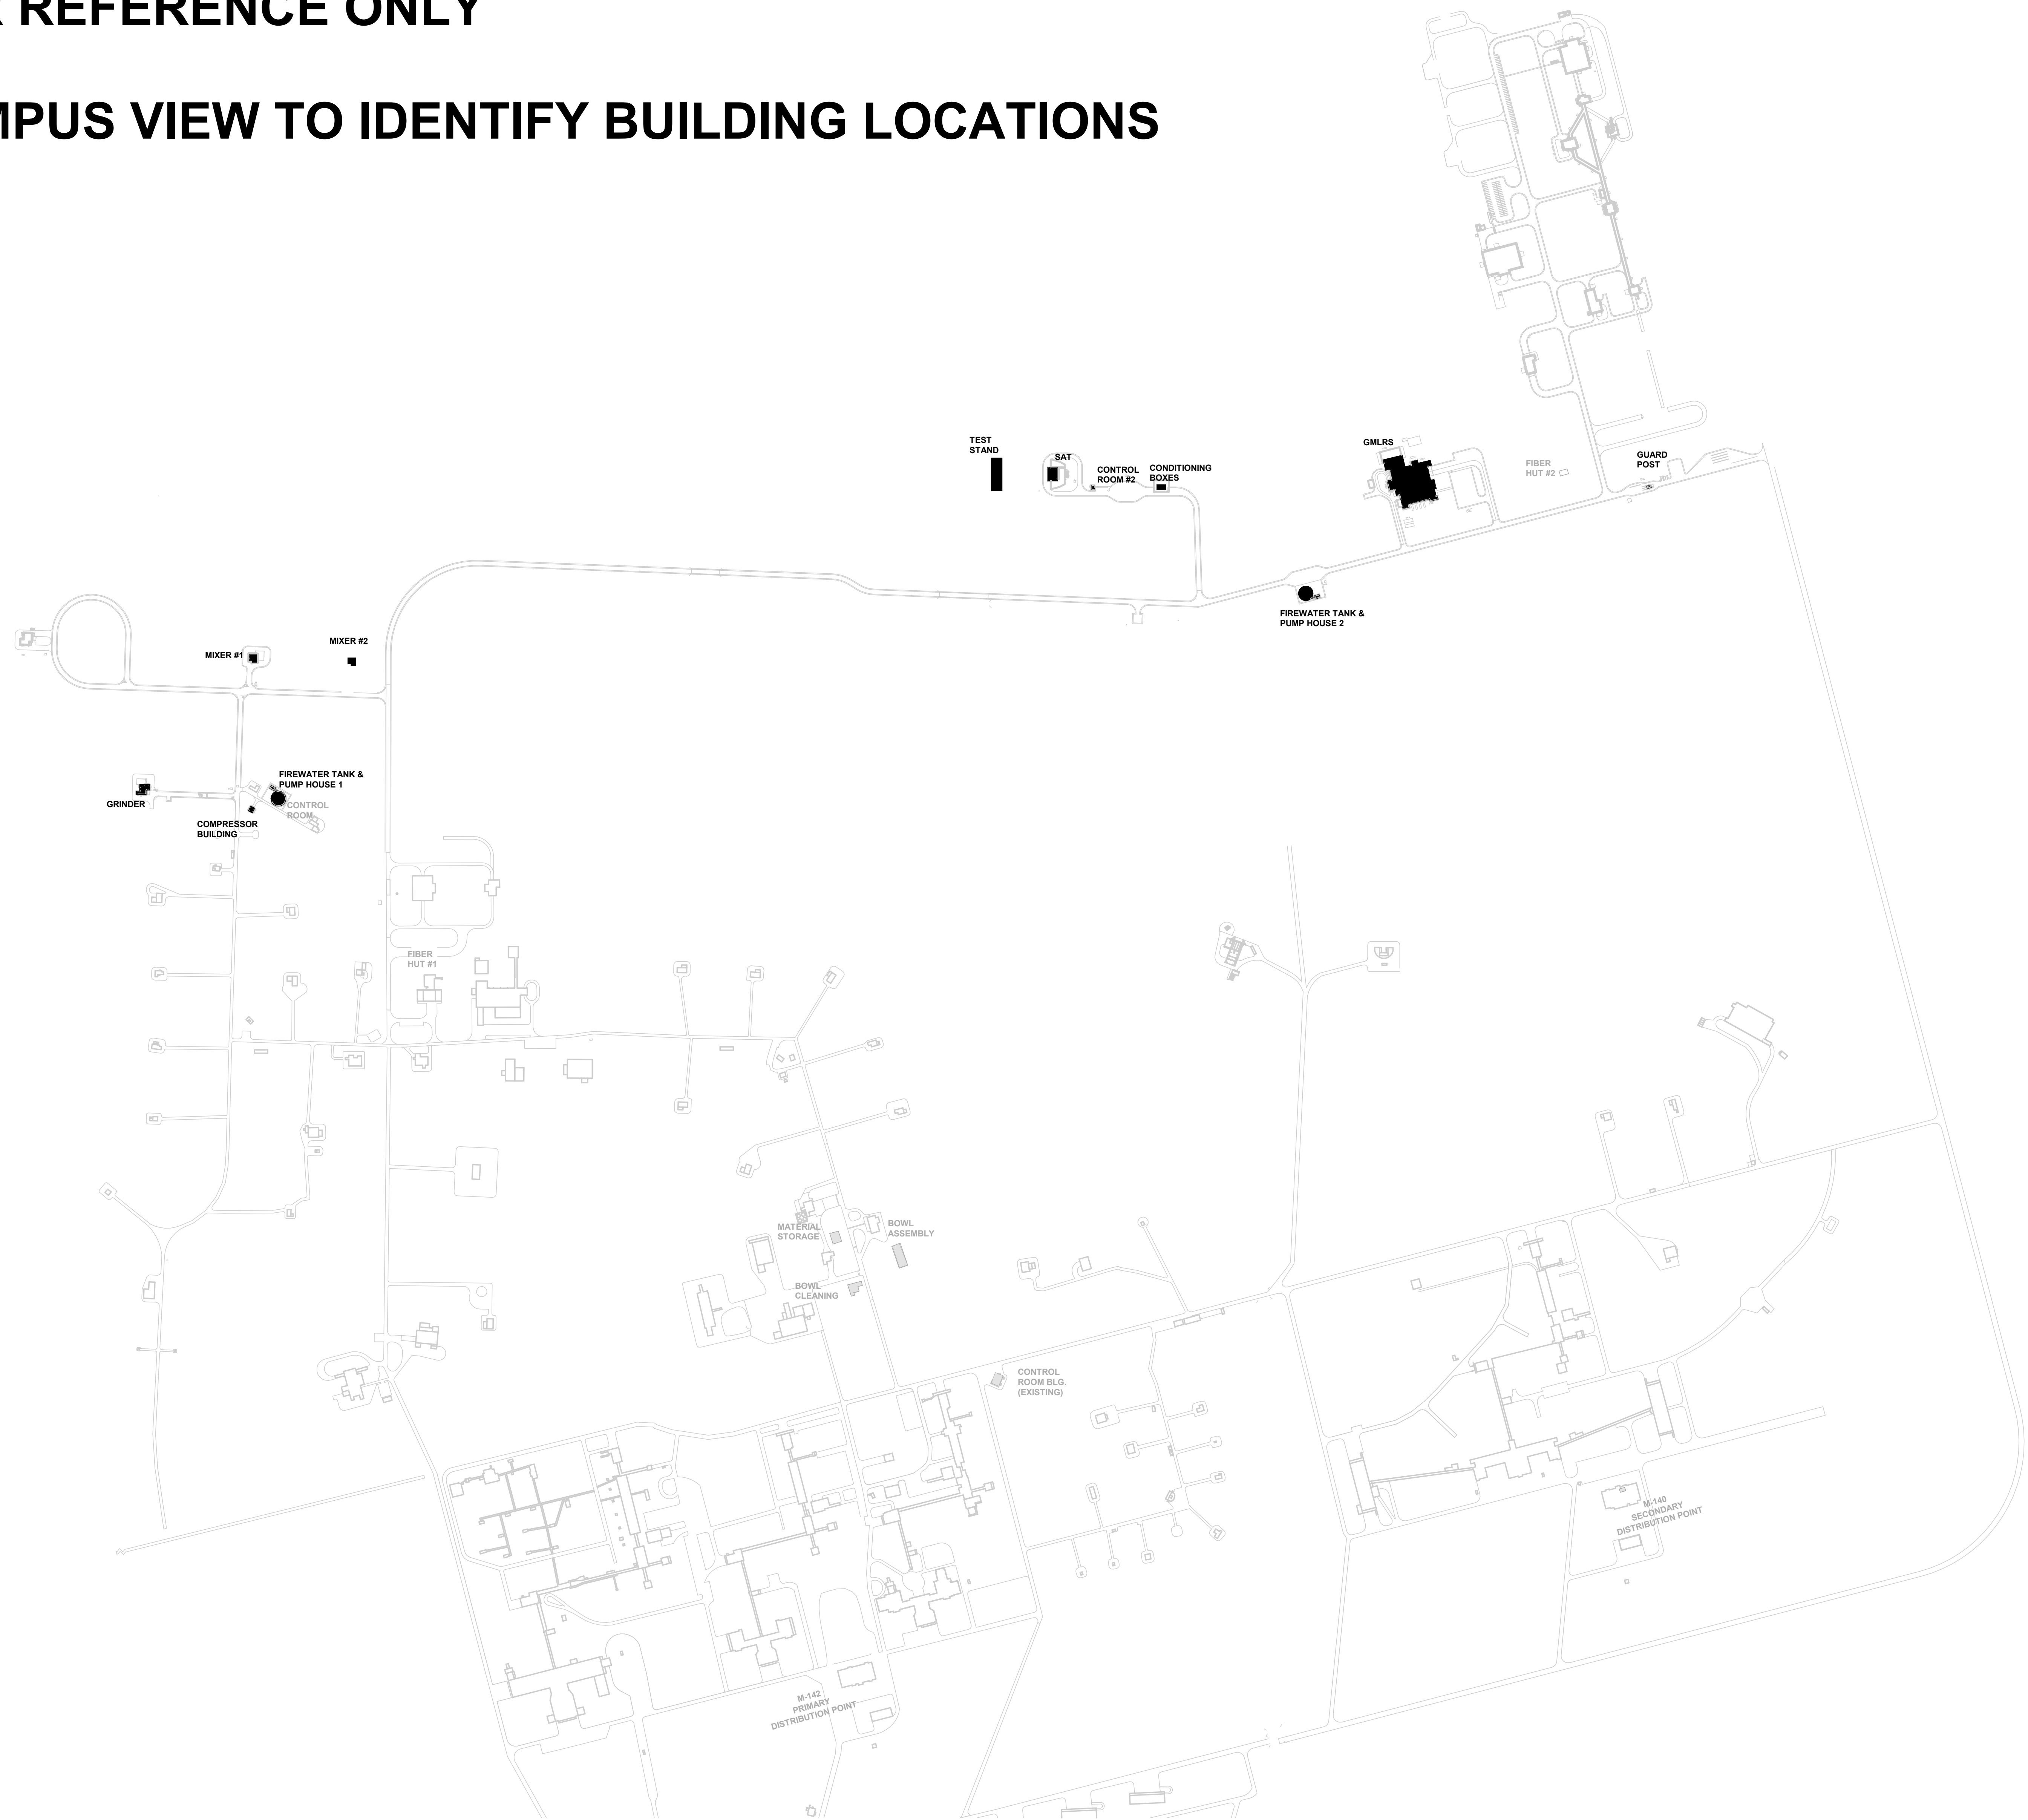 R REFERENCE ONLY
MPUS VIEW TO IDENTIFY BUILDING LOCATIONS
TEST
STAND
SAT
CONTROL
ROOM #2
CONDITIONING
BOXES
GMLRS
FIBER
HUT #2
GUARD
POST
FIREWATER TANK &
PUMP HOUSE 2
MIXER #1
MIXER #2
FIREWATER TANK &
PUMP HOUSE 1
CONTROL
ROOM
GRINDER
COMPRESSOR
BUILDING
FIBER
HUT #1
MATERIAL
STORAGE
BOWL
ASSEMBLY
BOWL
CLEANING
CONTROL
ROOM BLG.
(EXISTING)
M-140
SECONDARY
DISTRIBUTION POINT
M-142
PRIMARY
DISTRIBUTION POINT